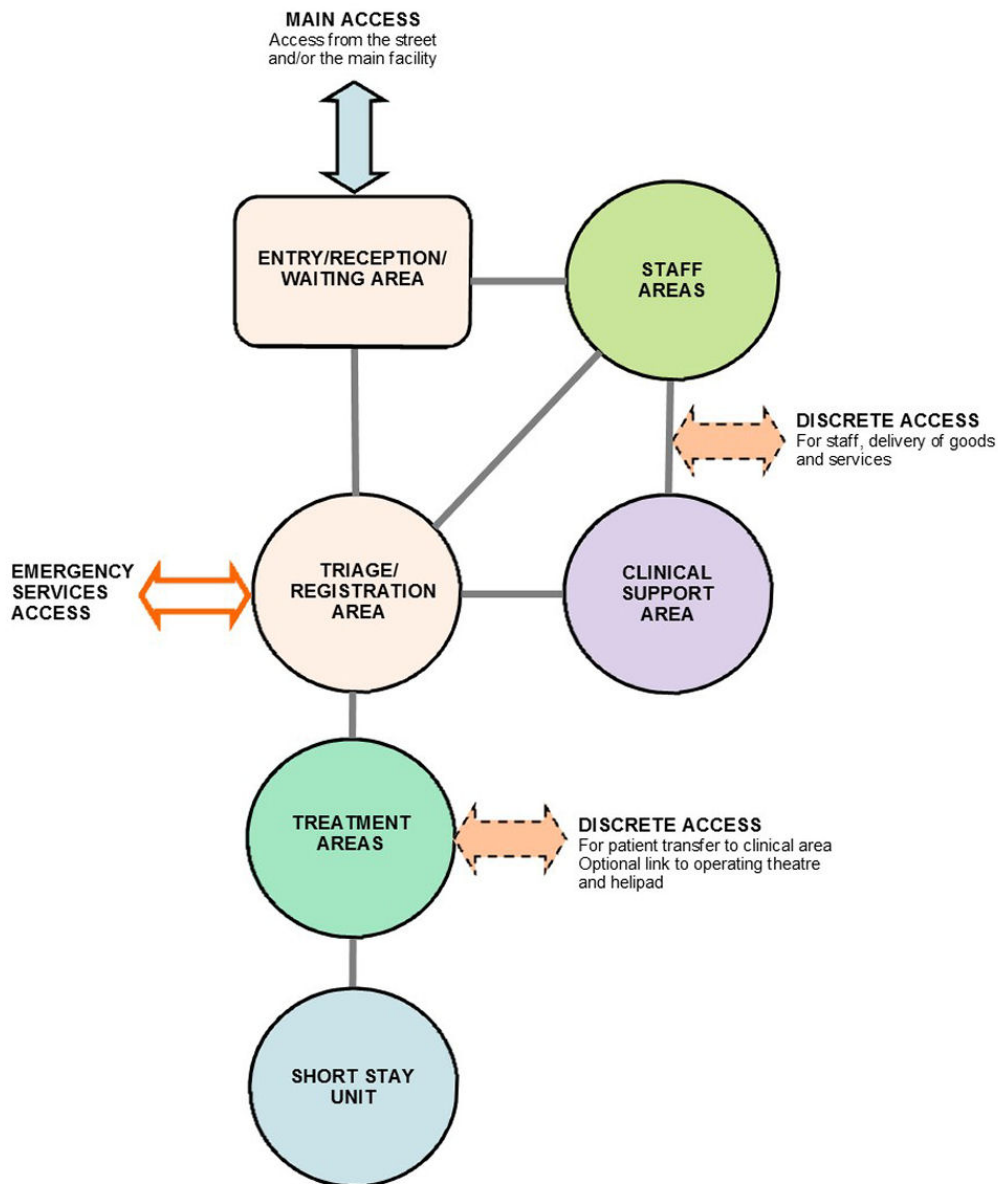 MAIN ACCESS
Access from the street
and/or the main facility
ENTRY/RECEPTION/
WAITING AREA
STAFF
AREAS
DISCRETE ACCESS
For staff, delivery of goods
and services
EMERGENCY
SERVICES
ACCESS
TRIAGE/
REGISTRATION
AREA
CLINICAL
SUPPORT
AREA
TREATMENT
AREAS
DISCRETE ACCESS
For patient transfer to clinical area
Optional link to operating theatre
and helipad
SHORT STAY
UNIT